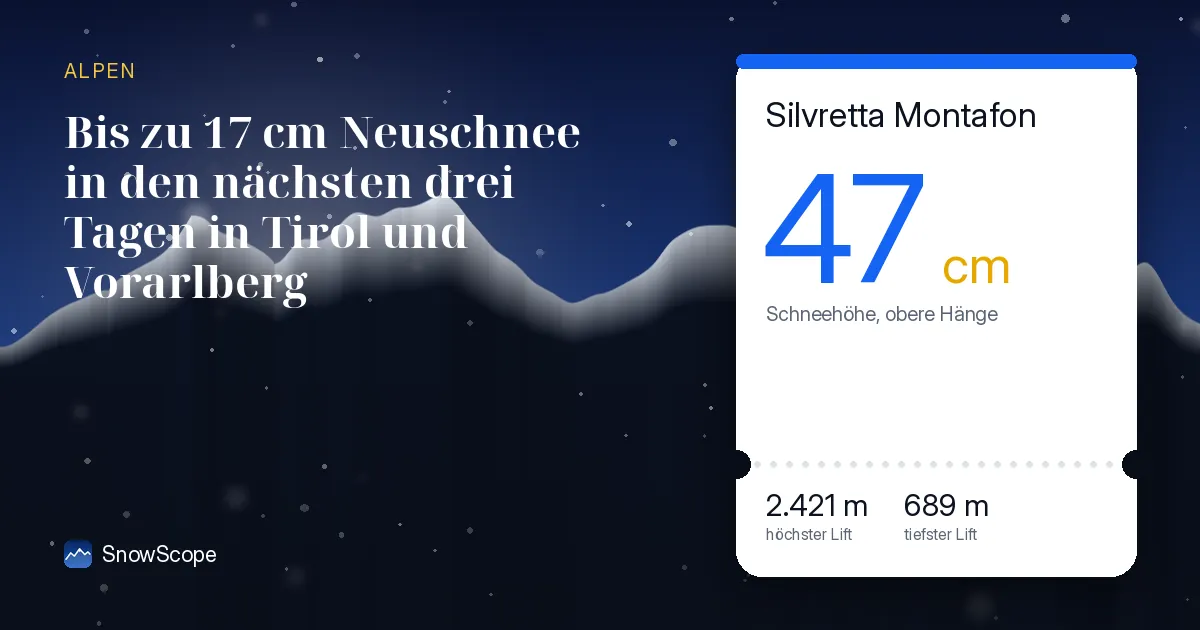 ALPEN
Bis zu 17 cm Neuschnee
in den nächsten drei
Tagen in Tirol und
Vorarlberg
SnowScope
Silvretta Montafon
47 cm
Schneehöhe, obere Hänge
2.421 m 689 m
höchster Lift tiefster Lift